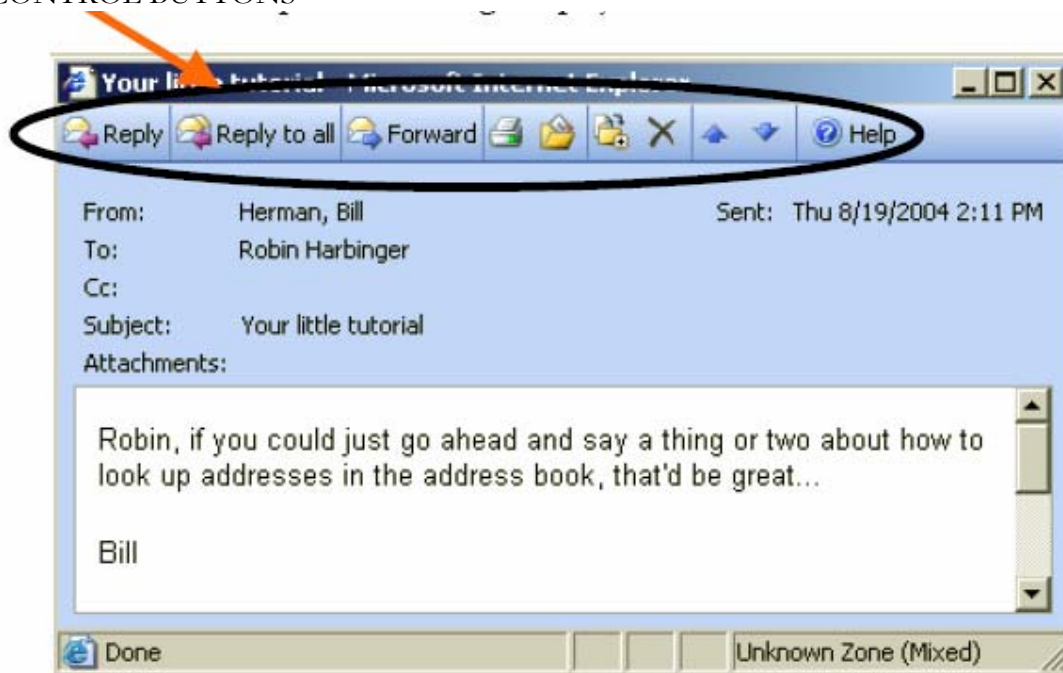 CONTROL BUTTONS
Your little tutorial - Microsoft Internet Explorer
Reply Reply to all Forward Help
From: Herman, Bill Sent: Thu 8/19/2004 2:11 PM
To: Robin Harbinger
Cc:
Subject: Your little tutorial
Attachments:
Robin, if you could just go ahead and say a thing or two about how to
look up addresses in the address book, that'd be great...
Bill
Done Unknown Zone (Mixed)